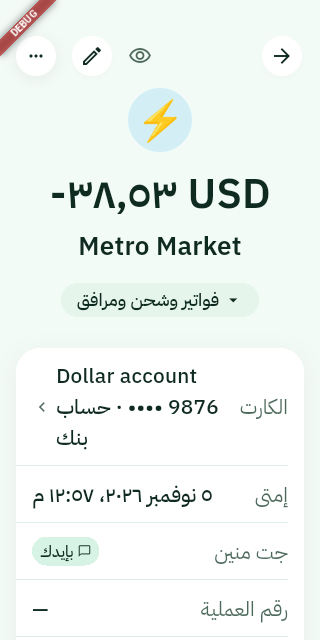 DEBUG
-٣٨,٥٣ USD
Metro Market
فواتير وشحن ومرافق
الكارت
Dollar account
حساب · •••• 9876
بنك
إمتى
٥ نوفمبر ٢٠٢٦، ١٢:٥٧ م
جت منين
بإيدك
رقم العملية
—